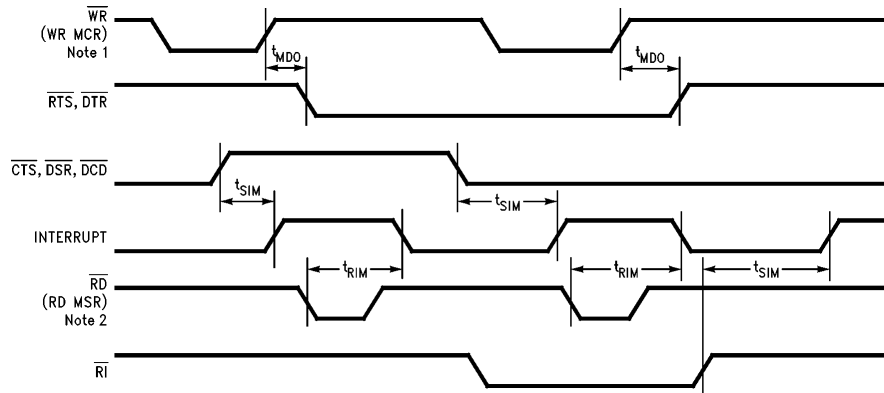 WR
(WR MCR)
Note 1
tMDO
tMDO
RTS, DTR
CTS, DSR, DCD
tSIM
tSIM
INTERRUPT
tRIM
tRIM
tSIM
RD
(RD MSR)
Note 2
RI